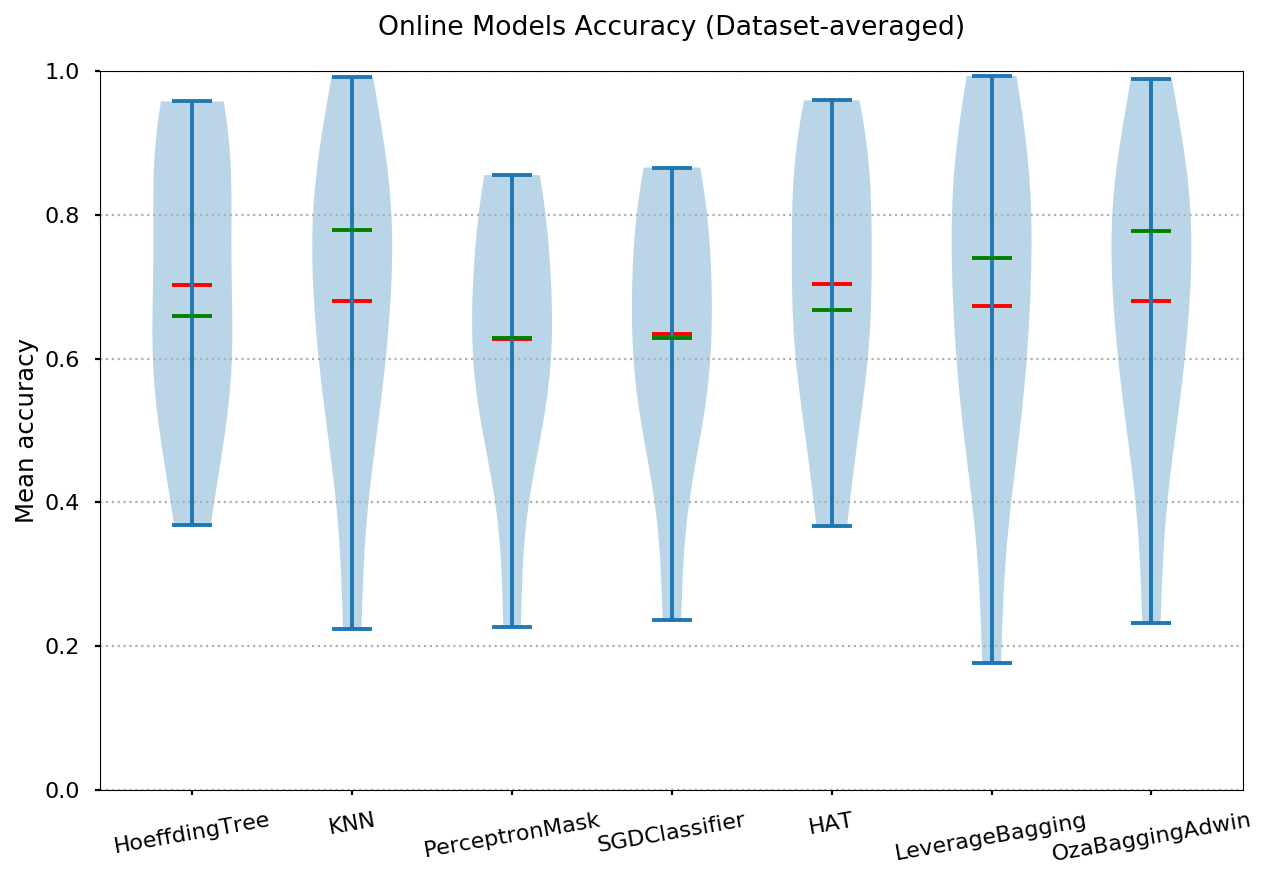 Online Models Accuracy (Dataset-averaged)
1.0
0.8
0.6
0.4
0.2
0.0
Mean accuracy
HoeffdingTree
KNN
PerceptronMask
SGDClassifier
HAT
LeverageBagging
OzaBaggingAdwin